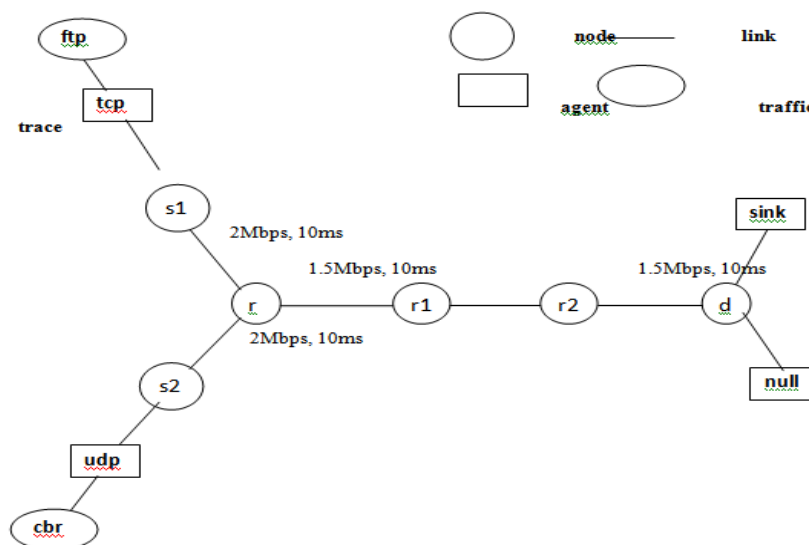 ftp
node
link
tcp
trace
agent
traffic
s1
sink
2Mbps, 10ms
1.5Mbps, 10ms
1.5Mbps, 10ms
r
r1
r2
d
2Mbps, 10ms
s2
null
udp
cbr